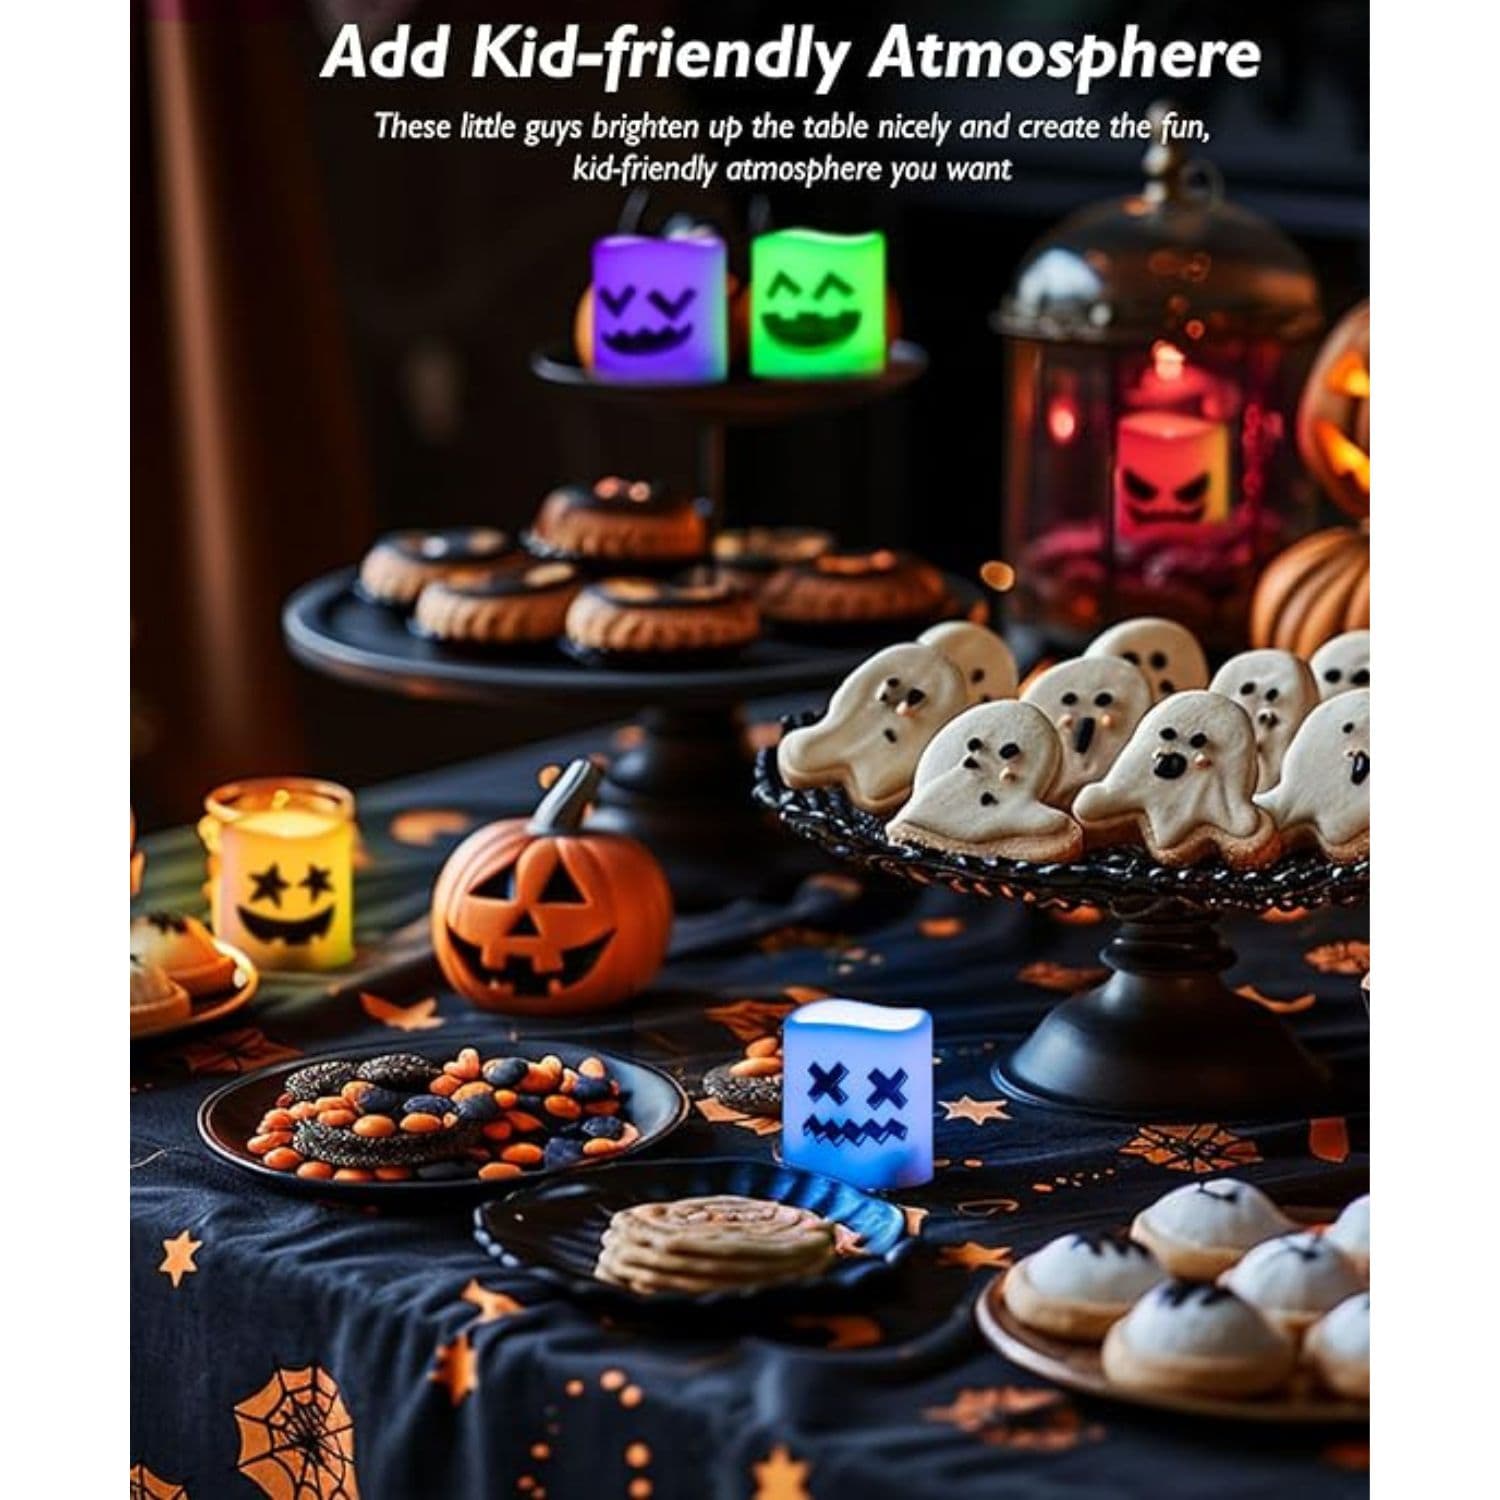 Add Kid-friendly Atmosphere
These little guys brighten up the table nicely and create the fun,
kid-friendly atmosphere you want